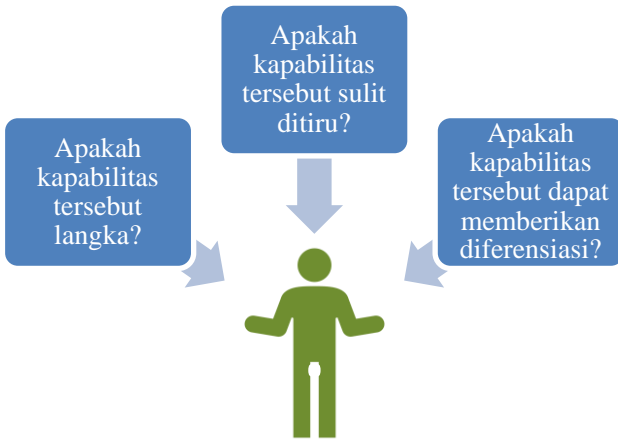 Apakah
kapabilitas
tersebut
langka?
Apakah
kapabilitas
tersebut sulit
ditiru?
Apakah
kapabilitas
tersebut dapat
memberikan
diferensiasi?